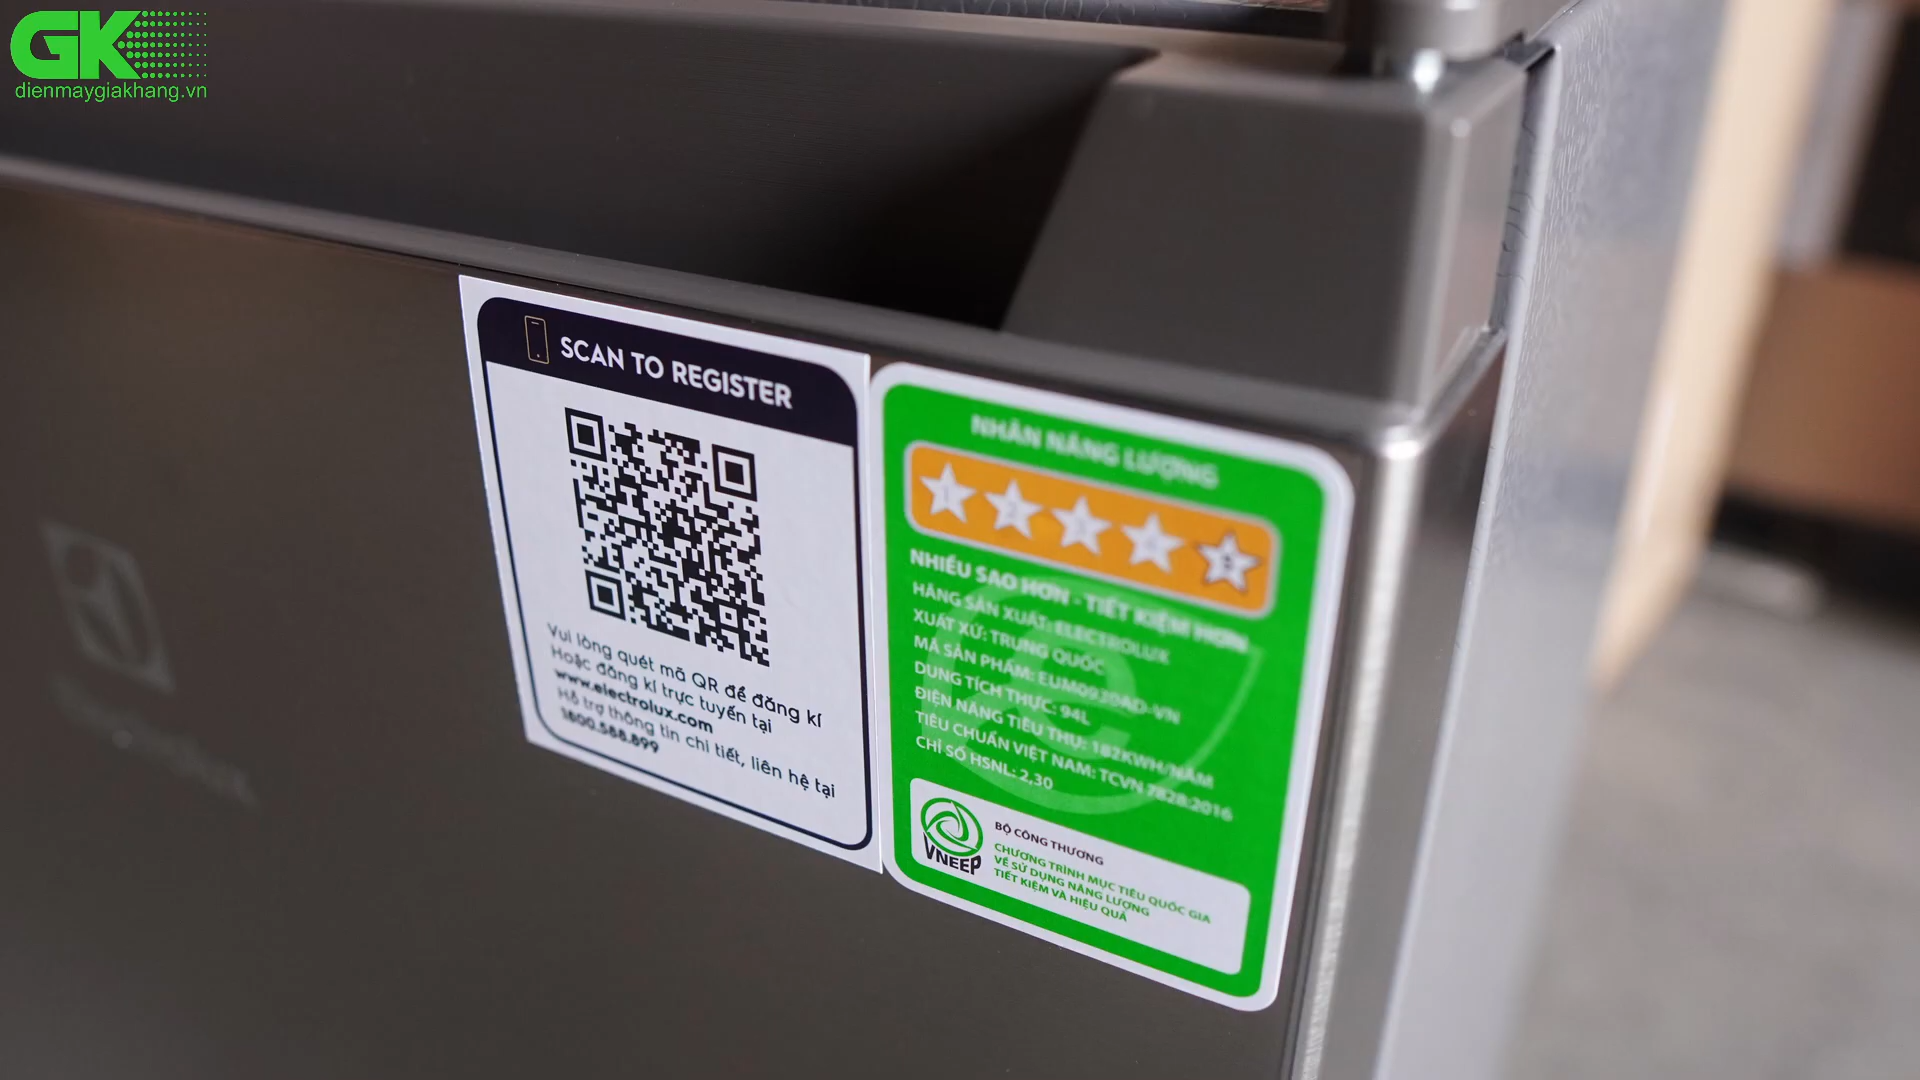 GK
dienmaygiakhang.vn
SCAN TO REGISTER
Vui lòng quét mã QR để đăng kí
Hoặc đăng kí trực tuyến tại
www.electrolux.com
Hỗ trợ thông tin chi tiết, liên hệ tại
1800.588.899
NHÃN NĂNG LƯỢNG
1 2 3 4 5
NHIỀU SAO HƠN - TIẾT KIỆM HƠN
HÃNG SẢN XUẤT: ELECTROLUX
XUẤT XỨ: TRUNG QUỐC
MÃ SẢN PHẨM: EUM0930AD-VN
DUNG TÍCH THỰC: 94L
ĐIỆN NĂNG TIÊU THỤ: 182KWH/NĂM
TIÊU CHUẨN VIỆT NAM: TCVN 7828:2016
CHỈ SỐ HSNL: 2,30
VNEEP
BỘ CÔNG THƯƠNG
CHƯƠNG TRÌNH MỤC TIÊU QUỐC GIA
VỀ SỬ DỤNG NĂNG LƯỢNG
TIẾT KIỆM VÀ HIỆU QUẢ
Electrolux